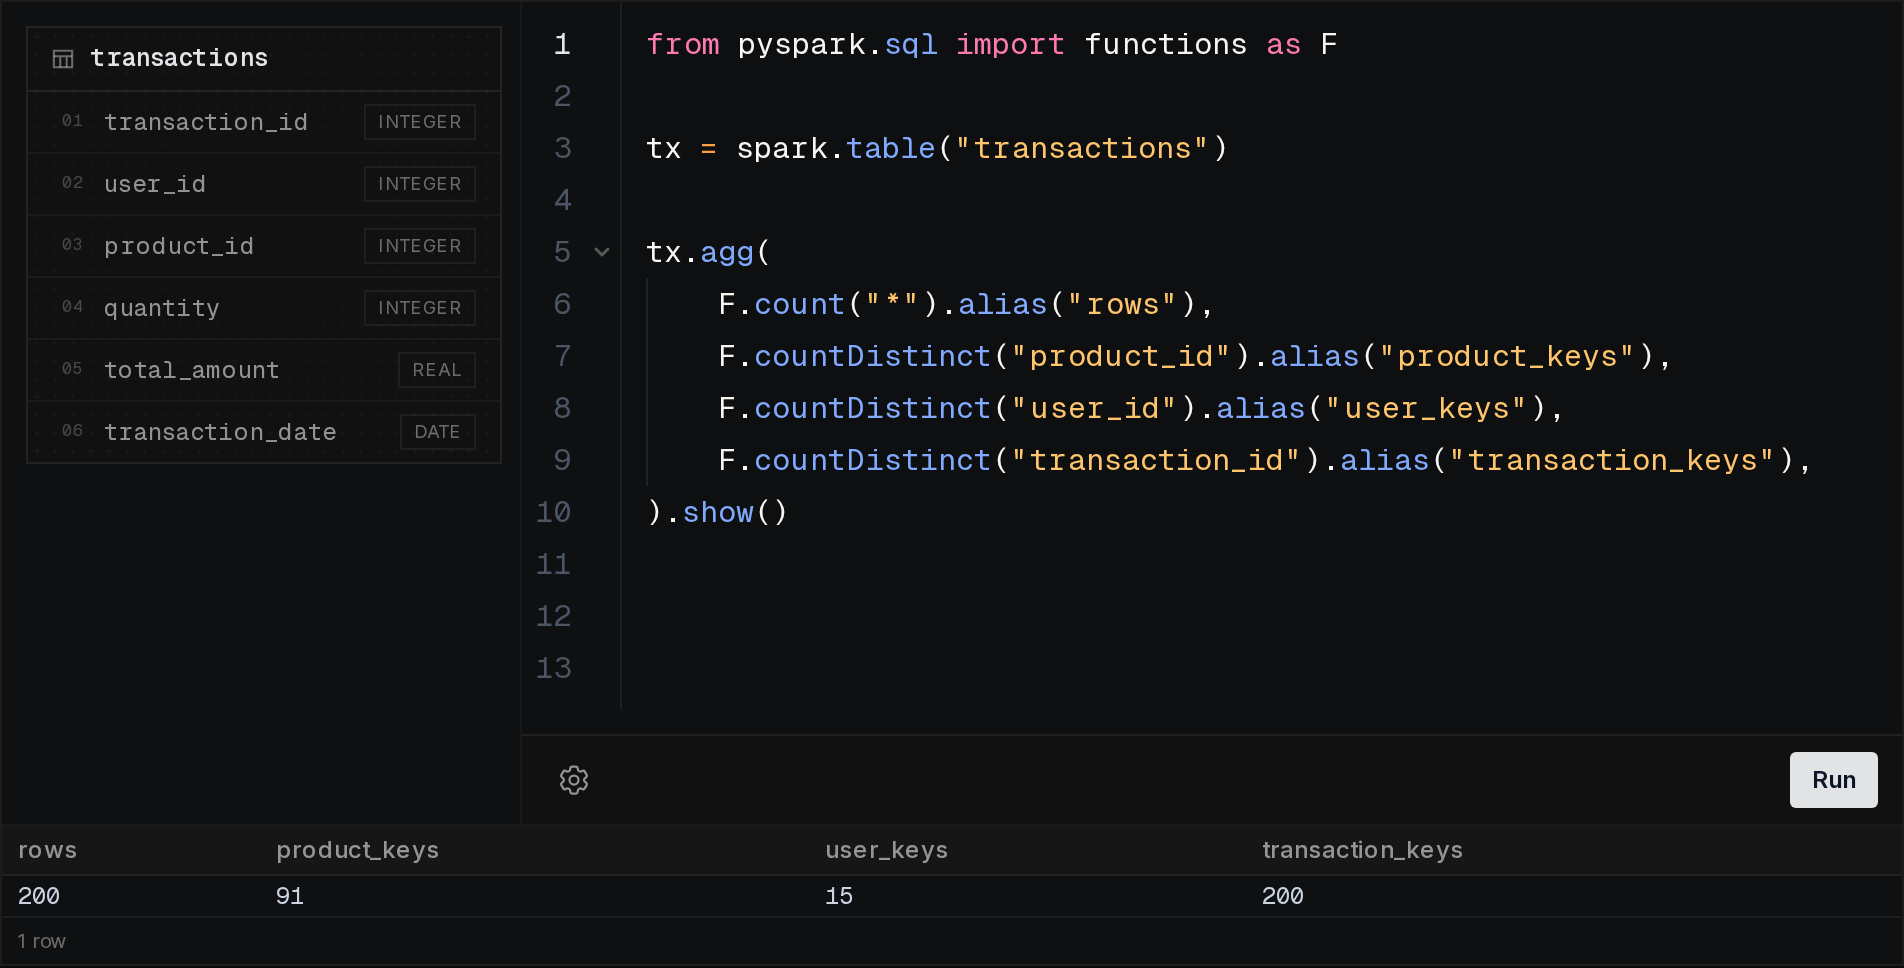 transactions
01 transaction_id INTEGER
02 user_id INTEGER
03 product_id INTEGER
04 quantity INTEGER
05 total_amount REAL
06 transaction_date DATE
1 from pyspark.sql import functions as F
2
3 tx = spark.table("transactions")
4
5 tx.agg(
6 F.count("*").alias("rows"),
7 F.countDistinct("product_id").alias("product_keys"),
8 F.countDistinct("user_id").alias("user_keys"),
9 F.countDistinct("transaction_id").alias("transaction_keys"),
10 ).show()
11
12
13
Run
rows product_keys user_keys transaction_keys
200 91 15 200
1 row